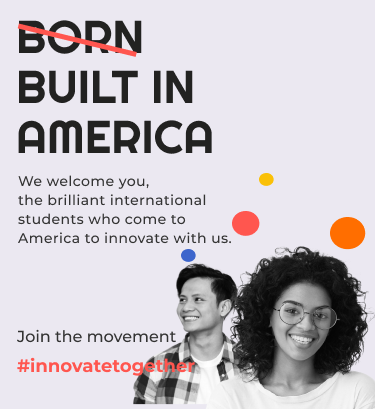 BORN
BUILT IN
AMERICA
We welcome you,
the brilliant international
students who come to
America to innovate with us.
Join the movement
#innovatetogether